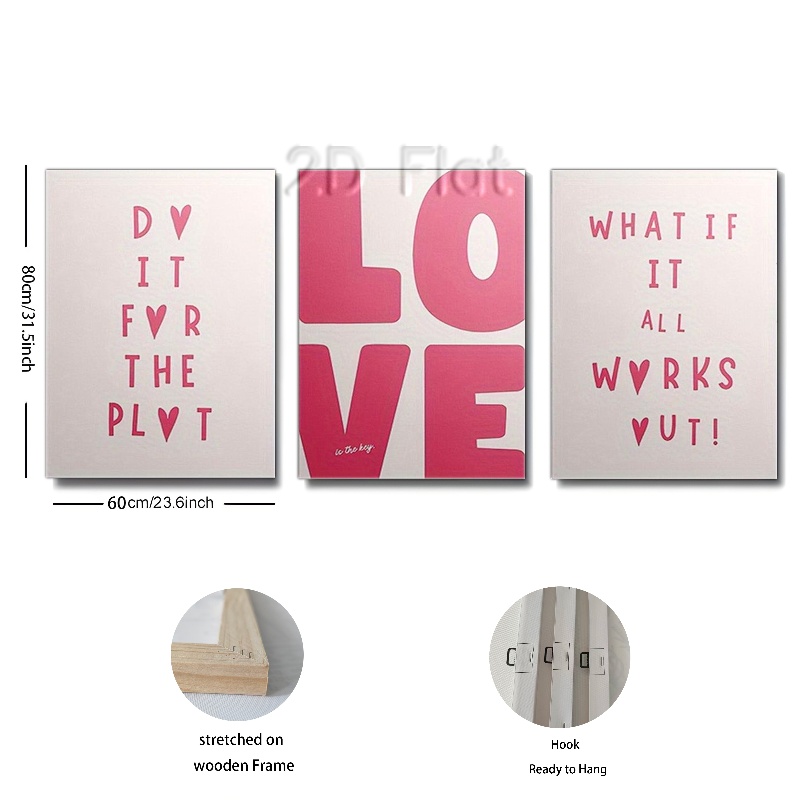 2D Flat
80cm/31.5inch
D♥
IT
F♥R
THE
PL♥T
LO
VE
is the key.
WHAT IF
IT
ALL
W♥RKS
♥UT!
60cm/23.6inch
stretched on
wooden Frame
Hook
Ready to Hang